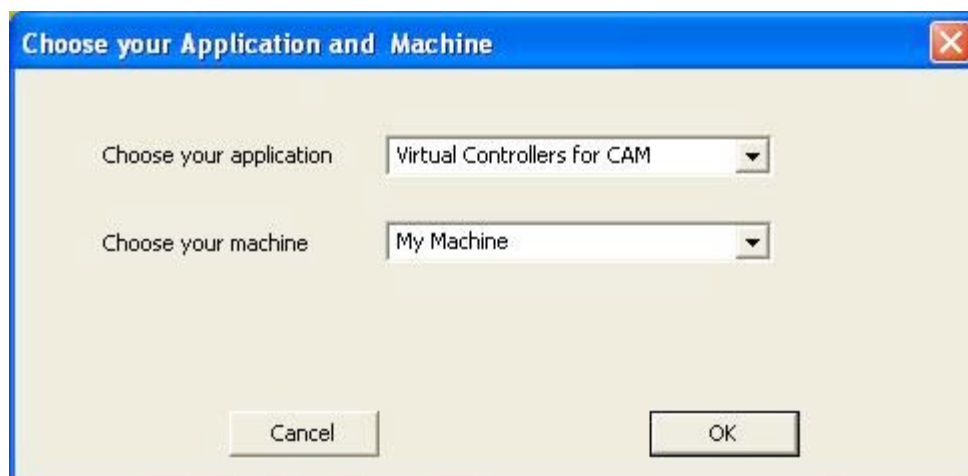 Choose your Application and Machine
Choose your application Virtual Controllers for CAM
Choose your machine My Machine
Cancel OK